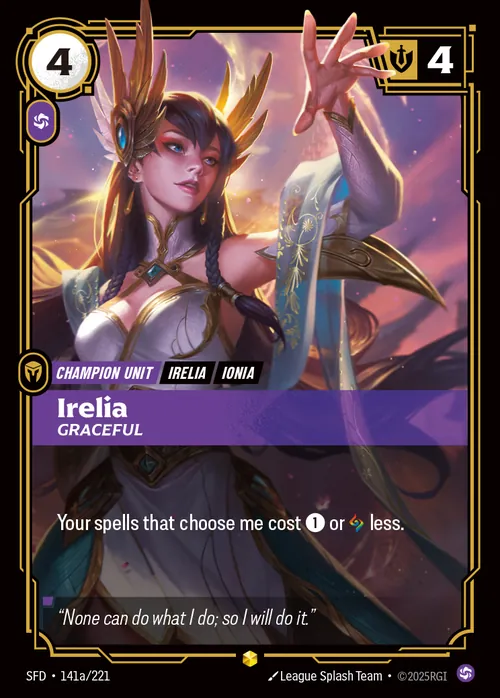 4
4
CHAMPION UNIT IRELIA IONIA
Irelia
GRACEFUL
Your spells that choose me cost 1 or less.
“None can do what I do; so I will do it.”
SFD • 141a/221 League Splash Team • ©2025RGI